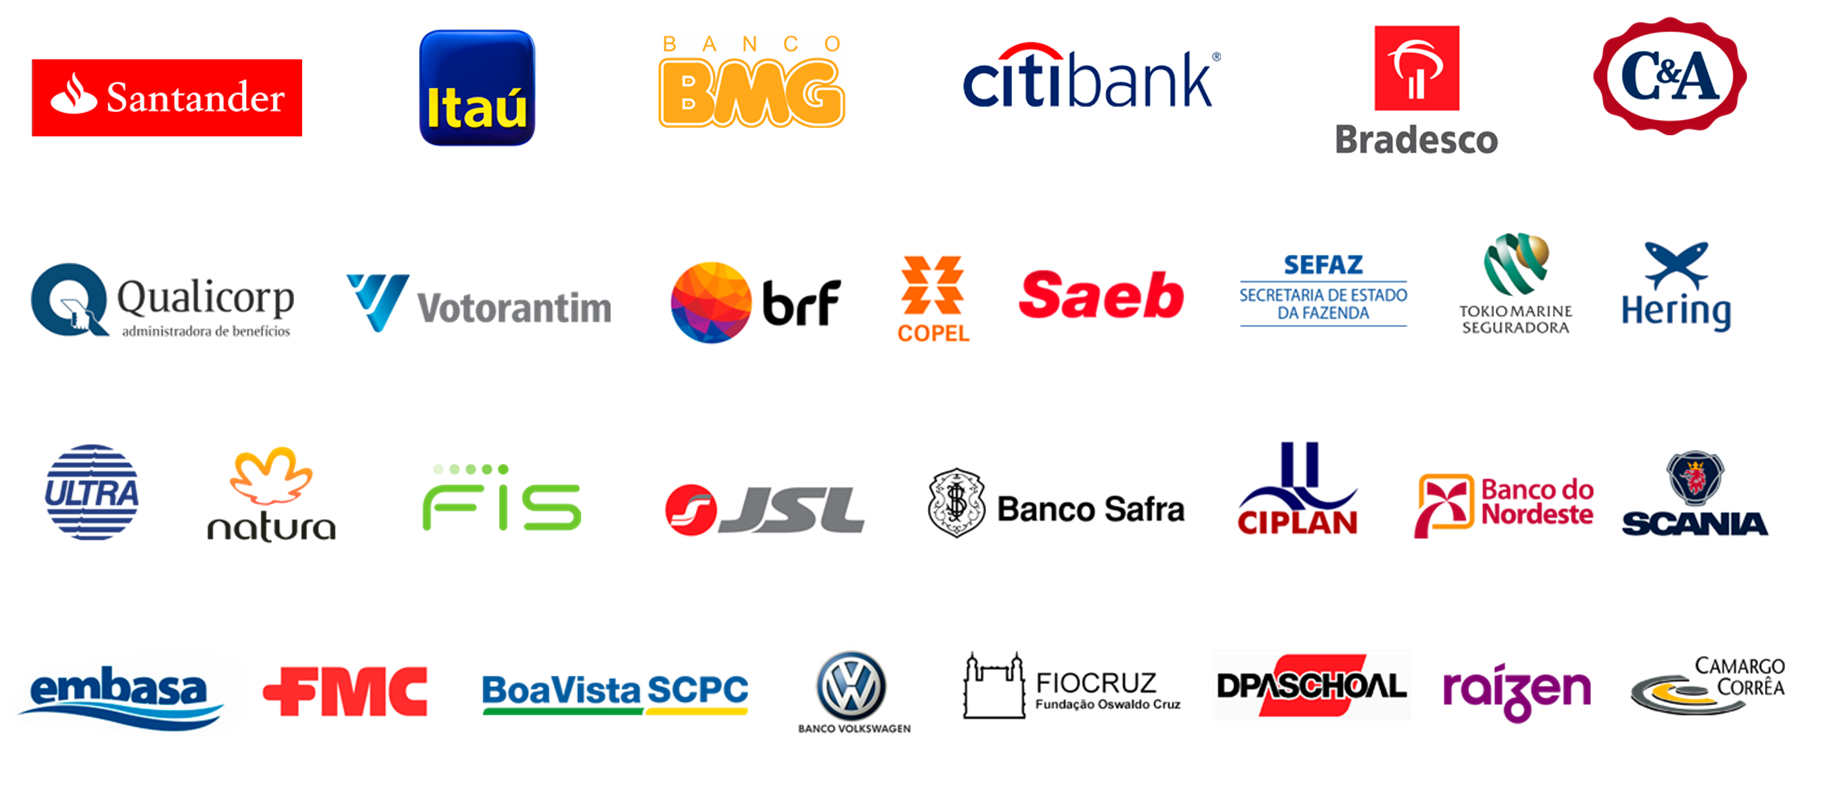 Santander
Itaú
BANCO
BMG
citibank®
Bradesco
C&A
Qualicorp
administradora de benefícios
Votorantim
brf
COPEL
Saeb
SEFAZ
SECRETARIA DE ESTADO
DA FAZENDA
TOKIO MARINE
SEGURADORA
Hering
ULTRA
natura
FIS
JSL
Banco Safra
CIPLAN
Banco do
Nordeste
SCANIA
embasa
FMC
BoaVista SCPC
BANCO VOLKSWAGEN
FIOCRUZ
Fundação Oswaldo Cruz
DPASCHOAL
raízen
CAMARGO
CORRÊA